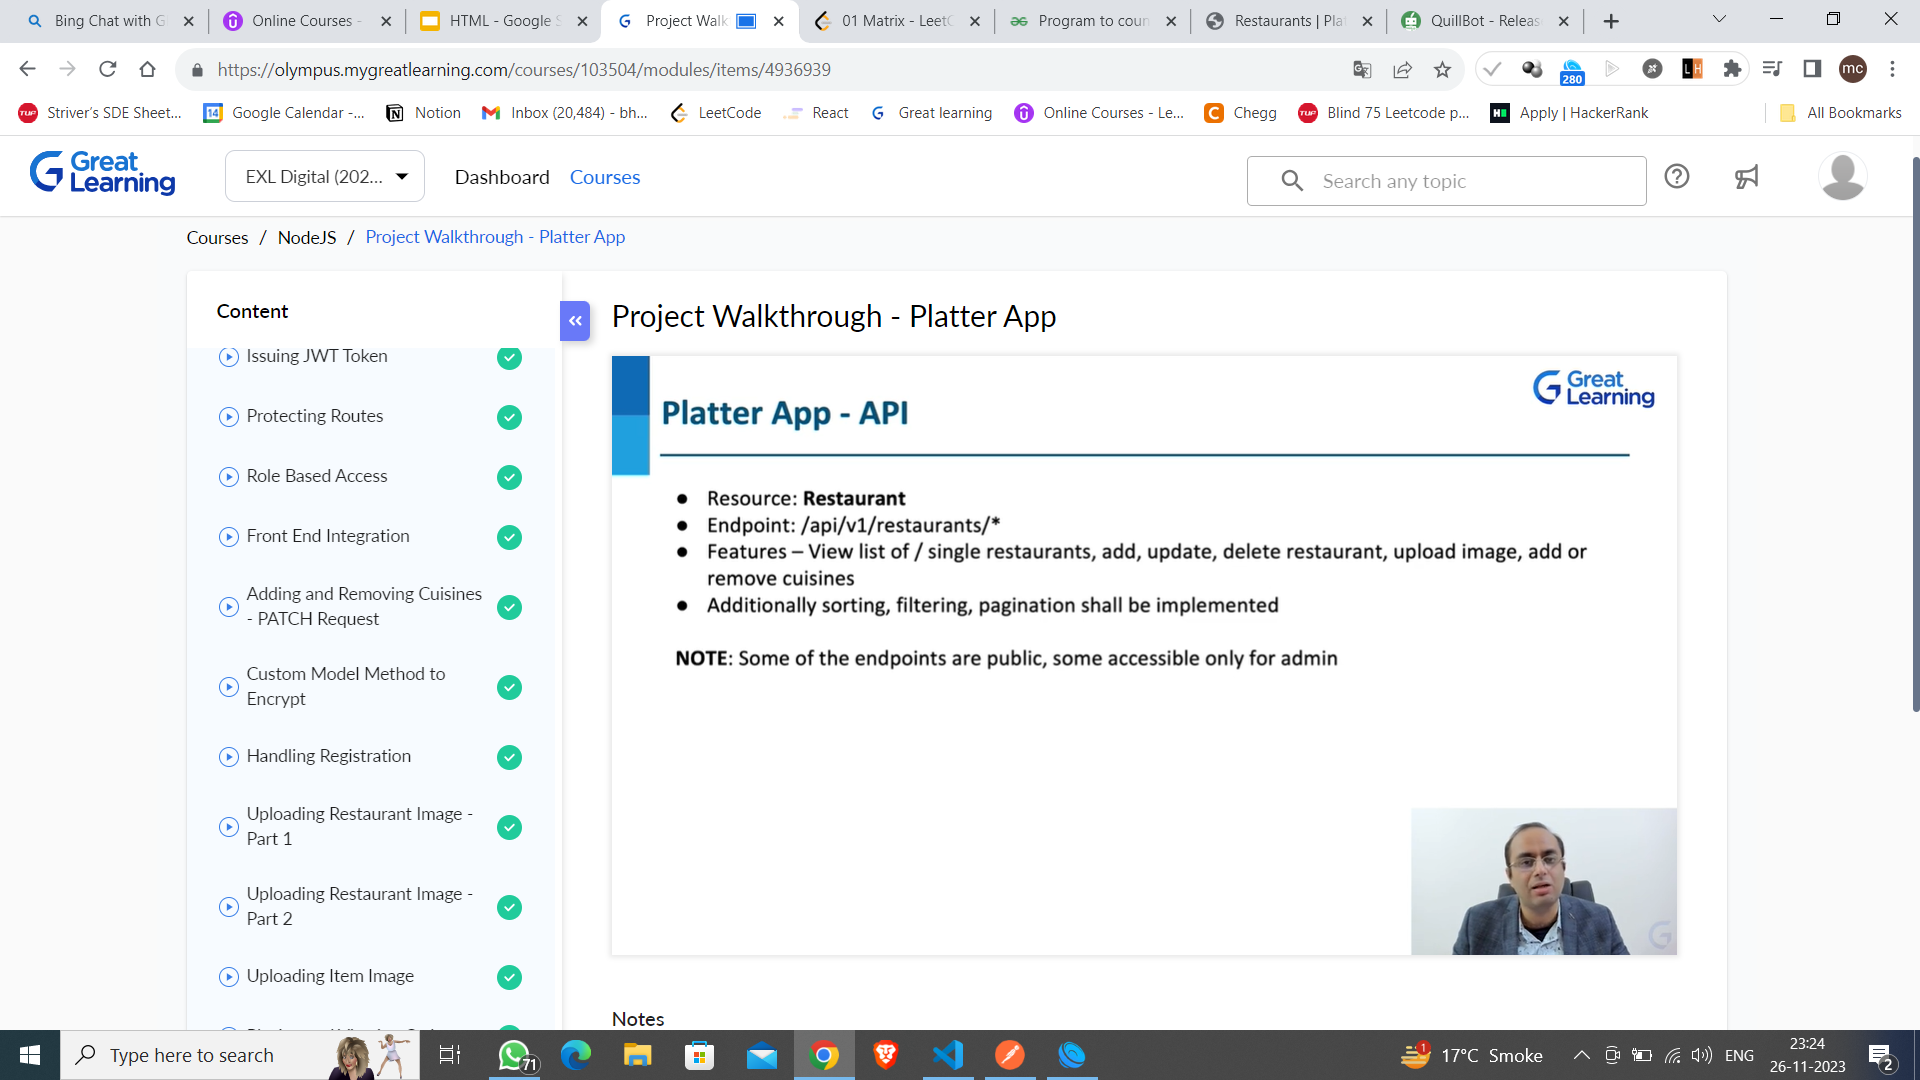 Bing Chat with G
Online Courses -
HTML - Google S
Project Walk
01 Matrix - LeetC
Program to coun
Restaurants | Pla
QuillBot - Releas
https://olympus.mygreatlearning.com/courses/103504/modules/items/4936939
280
LH
mc
Striver's SDE Sheet...
14
Google Calendar -...
Notion
Inbox (20,484) - bh...
LeetCode
React
Great learning
Online Courses - Le...
Chegg
Blind 75 Leetcode p...
Apply | HackerRank
All Bookmarks
Great
Learning
EXL Digital (202...
Dashboard
Courses
Search any topic
Courses / NodeJS / Project Walkthrough - Platter App
Content
Issuing JWT Token
Protecting Routes
Role Based Access
Front End Integration
Adding and Removing Cuisines
- PATCH Request
Custom Model Method to
Encrypt
Handling Registration
Uploading Restaurant Image -
Part 1
Uploading Restaurant Image -
Part 2
Uploading Item Image
Project Walkthrough - Platter App
Great
Learning
Platter App - API
● Resource: Restaurant
● Endpoint: /api/v1/restaurants/*
● Features – View list of / single restaurants, add, update, delete restaurant, upload image, add or
remove cuisines
● Additionally sorting, filtering, pagination shall be implemented
NOTE: Some of the endpoints are public, some accessible only for admin
Notes
Type here to search
71
1
17°C Smoke
ENG
23:24
26-11-2023
2